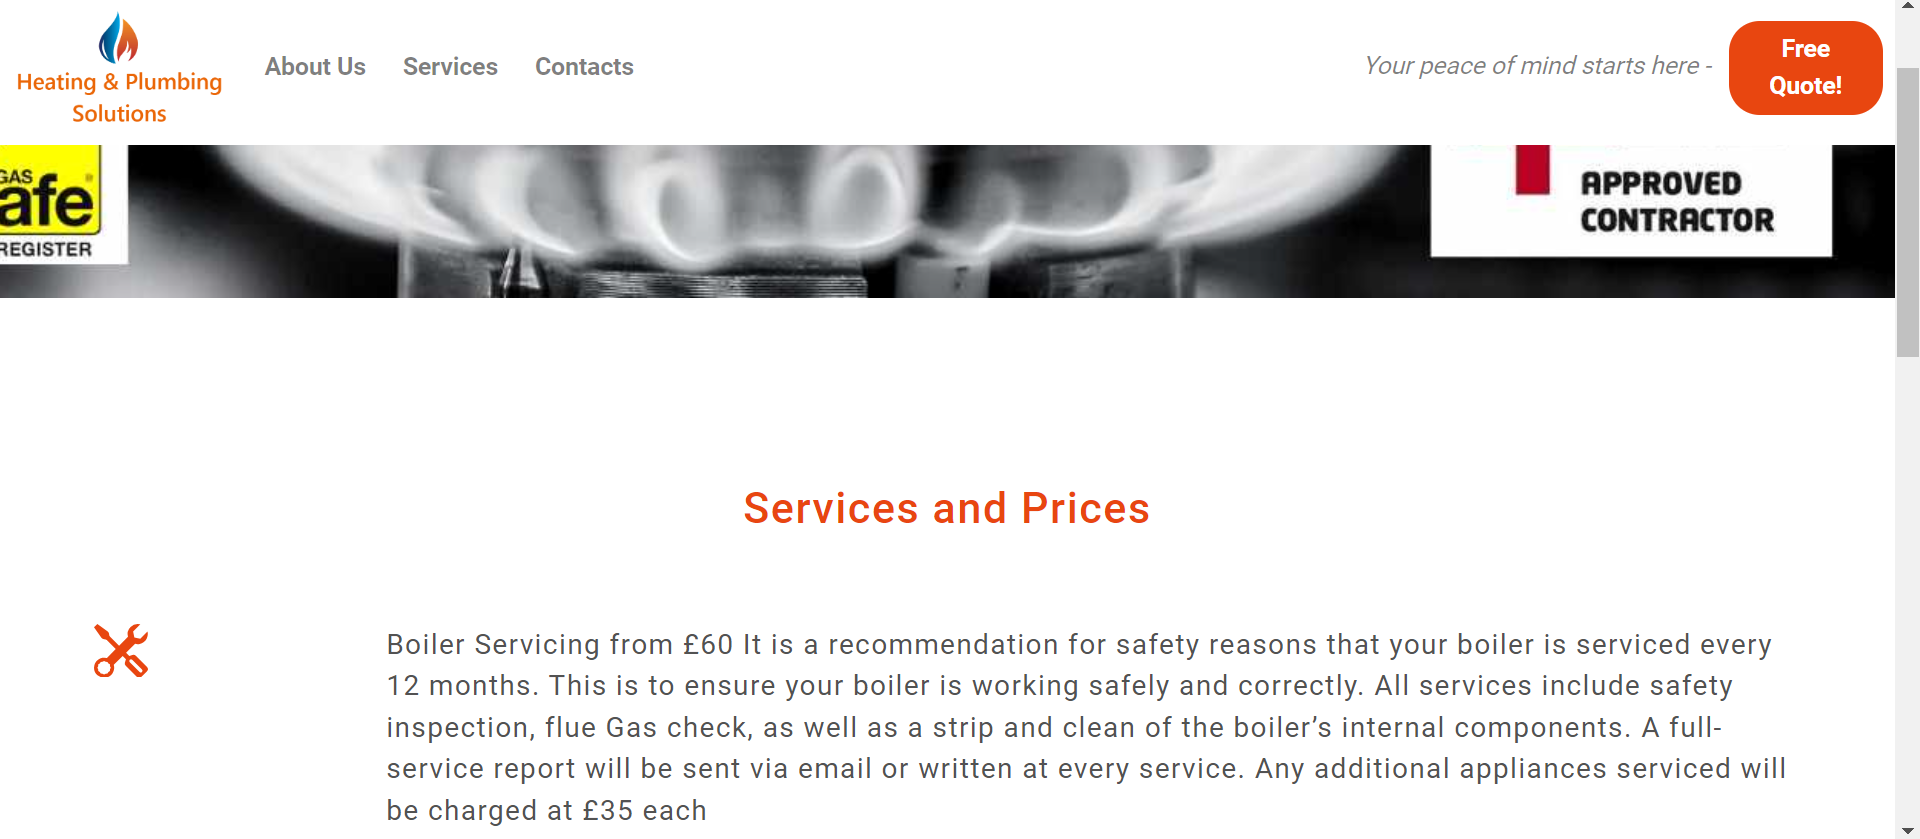 Heating & Plumbing
Solutions
About Us
Services
Contacts
Your peace of mind starts here -
Free
Quote!
GAS
afe
REGISTER
APPROVED
CONTRACTOR
Services and Prices
Boiler Servicing from £60 It is a recommendation for safety reasons that your boiler is serviced every
12 months. This is to ensure your boiler is working safely and correctly. All services include safety
inspection, flue Gas check, as well as a strip and clean of the boiler’s internal components. A full-
service report will be sent via email or written at every service. Any additional appliances serviced will
be charged at £35 each